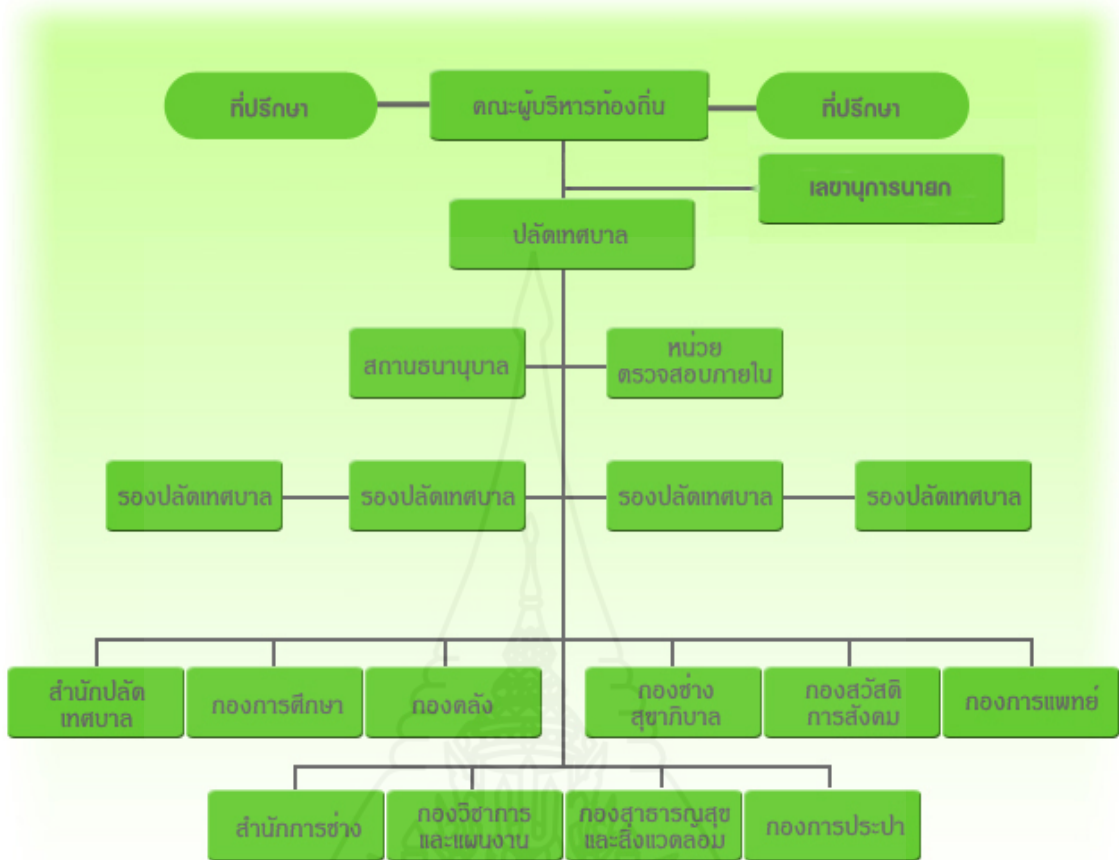 ที่ปรึกษา
คณะผู้บริหารท้องถิ่น
ที่ปรึกษา
เลขานุการนายก
ปลัดเทศบาล
สถานธนานุบาล
หน่วย
ตรวจสอบภายใน
รองปลัดเทศบาล
รองปลัดเทศบาล
รองปลัดเทศบาล
รองปลัดเทศบาล
สำนักปลัด
เทศบาล
กองการศึกษา
กองคลัง
กองช่าง
สุขาภิบาล
กองสวัสดิ
การสังคม
กองการแพทย์
สำนักการช่าง
กองวิชาการ
และแผนงาน
กองสาธารณสุข
และสิ่งแวดล้อม
กองการประปา